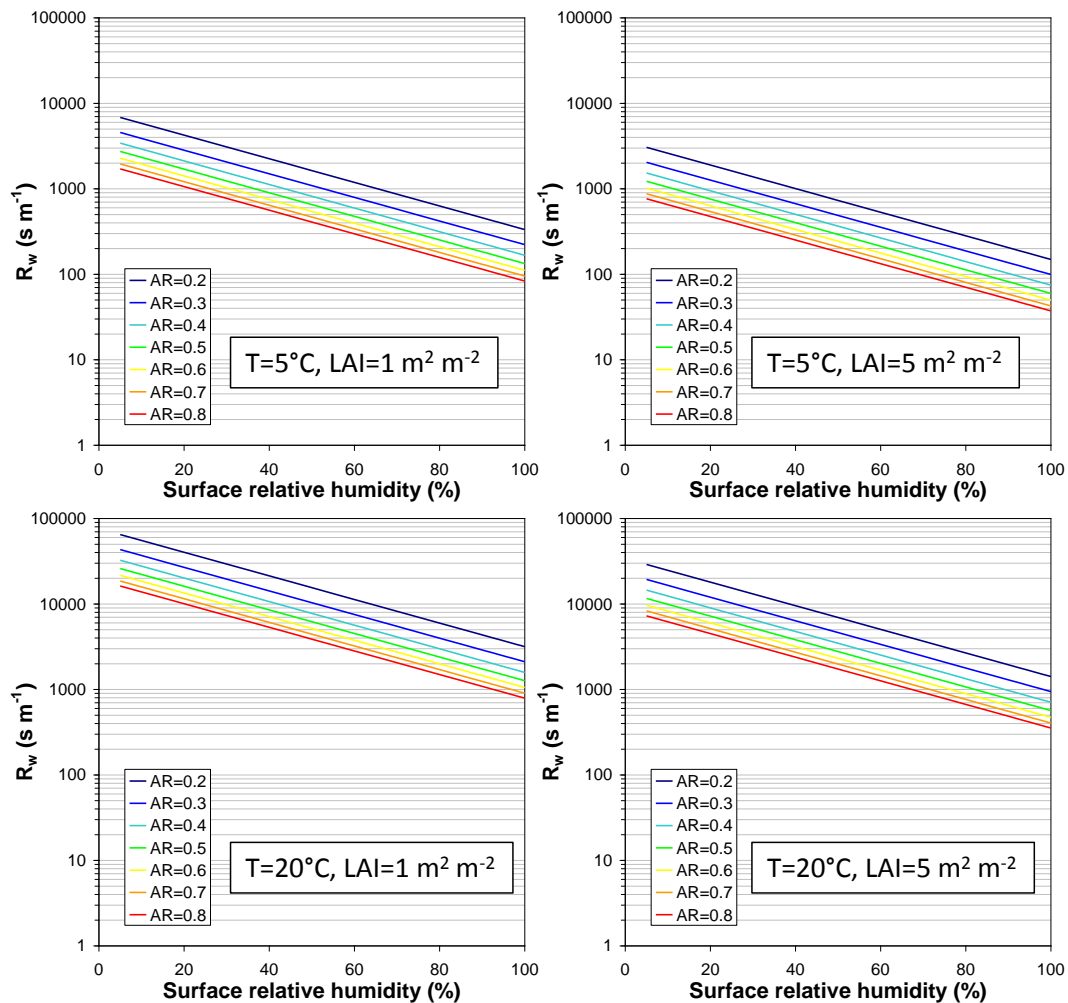 100000
10000
1000
100
10
1
R_w (s m⁻¹)
AR=0.2
AR=0.3
AR=0.4
AR=0.5
AR=0.6
AR=0.7
AR=0.8
T=5°C, LAI=1 m² m⁻²
0 20 40 60 80 100
Surface relative humidity (%)
100000
10000
1000
100
10
1
R_w (s m⁻¹)
AR=0.2
AR=0.3
AR=0.4
AR=0.5
AR=0.6
AR=0.7
AR=0.8
T=5°C, LAI=5 m² m⁻²
0 20 40 60 80 100
Surface relative humidity (%)
100000
10000
1000
100
10
1
R_w (s m⁻¹)
AR=0.2
AR=0.3
AR=0.4
AR=0.5
AR=0.6
AR=0.7
AR=0.8
T=20°C, LAI=1 m² m⁻²
0 20 40 60 80 100
Surface relative humidity (%)
100000
10000
1000
100
10
1
R_w (s m⁻¹)
AR=0.2
AR=0.3
AR=0.4
AR=0.5
AR=0.6
AR=0.7
AR=0.8
T=20°C, LAI=5 m² m⁻²
0 20 40 60 80 100
Surface relative humidity (%)